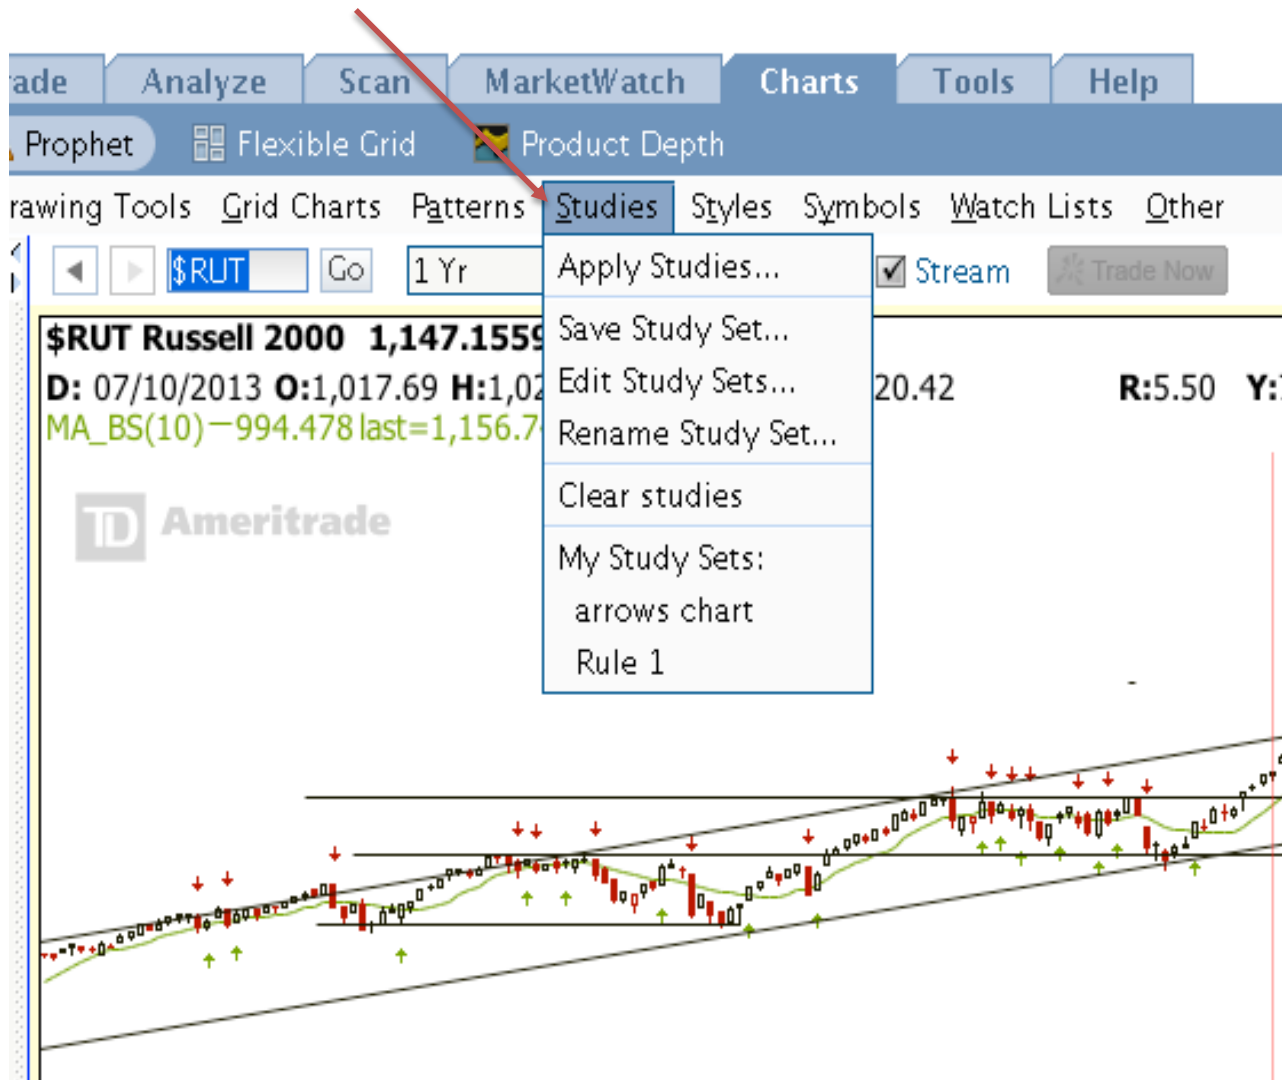 ade Analyze Scan MarketWatch Charts Tools Help
Prophet Flexible Grid Product Depth
rawing Tools Grid Charts Patterns Studies Styles Symbols Watch Lists Other
$RUT Go 1 Yr Stream Trade Now
Apply Studies...
$RUT Russell 2000 1,147.1559
Save Study Set...
D: 07/10/2013 O:1,017.69 H:1,02 20.42 R:5.50 Y:
Edit Study Sets...
MA_BS(10) —994.478 last=1,156.7
Rename Study Set...
Clear studies
TD Ameritrade
My Study Sets:
arrows chart
Rule 1